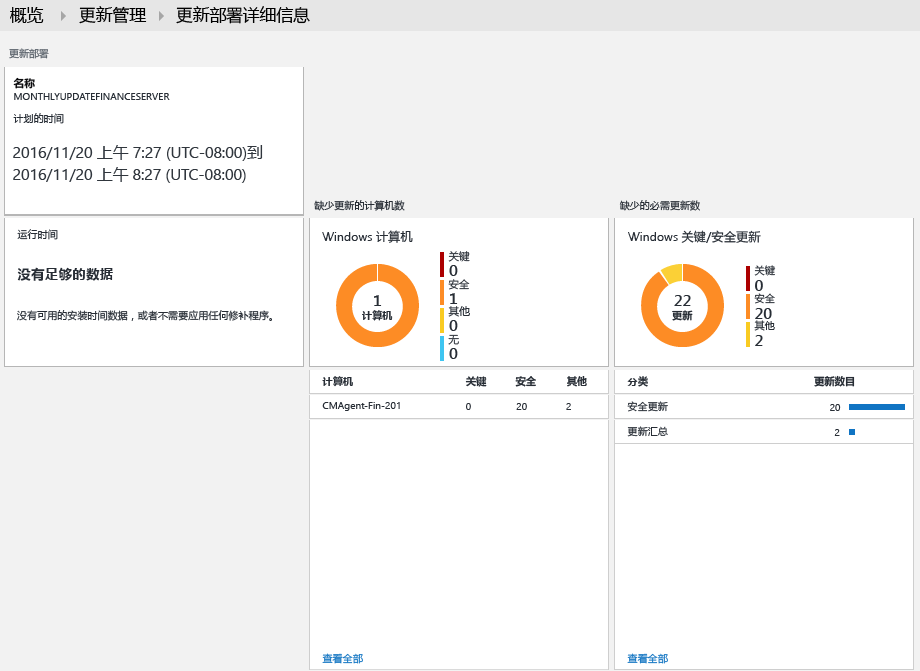 概览 更新管理 更新部署详细信息
更新部署
名称
MONTHLYUPDATEFINANCESERVER
计划的时间
2016/11/20 上午 7:27 (UTC-08:00)到
2016/11/20 上午 8:27 (UTC-08:00)
运行时间
没有足够的数据
没有可用的安装时间数据，或者不需要应用任何修补程序。
缺少更新的计算机数
Windows 计算机
1
计算机
关键
0
安全
1
其他
0
无
0
计算机 关键 安全 其他
CMAgent-Fin-201 0 20 2
查看全部
缺少的必需更新数
Windows 关键/安全更新
22
更新
关键
0
安全
20
其他
2
分类 更新数目
安全更新 20
更新汇总 2
查看全部